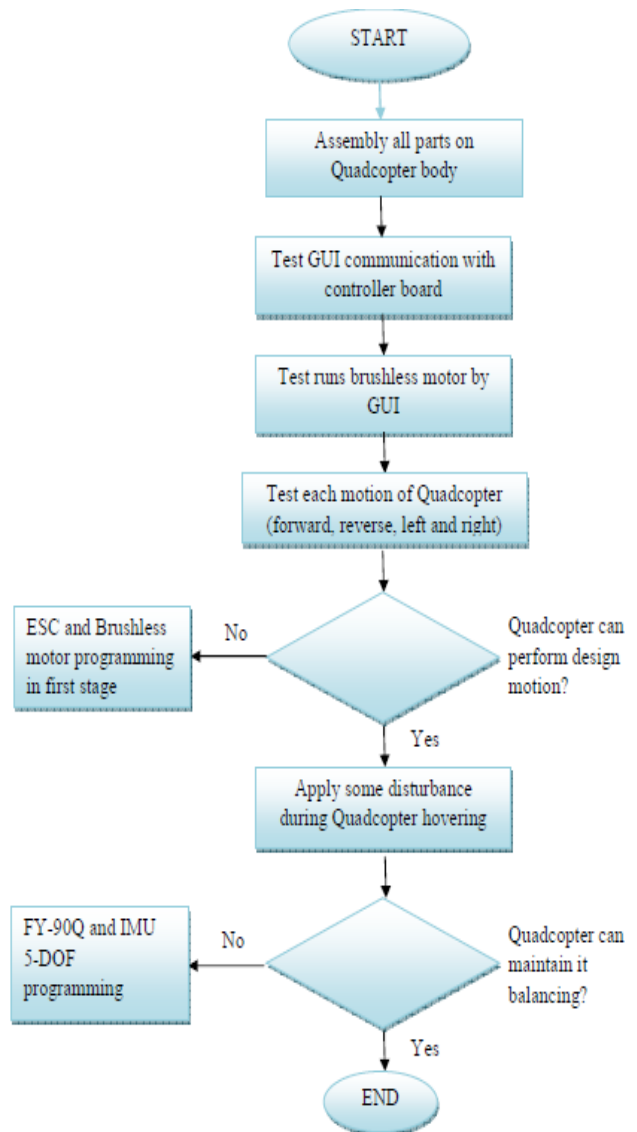 START
Assembly all parts on
Quadcopter body
Test GUI communication with
controller board
Test runs brushless motor by
GUI
Test each motion of Quadcopter
(forward, reverse, left and right)
ESC and Brushless
motor programming
in first stage
No
Quadcopter can
perform design
motion?
Yes
Apply some disturbance
during Quadcopter hovering
FY-90Q and IMU
5-DOF
programming
No
Quadcopter can
maintain it
balancing?
Yes
END